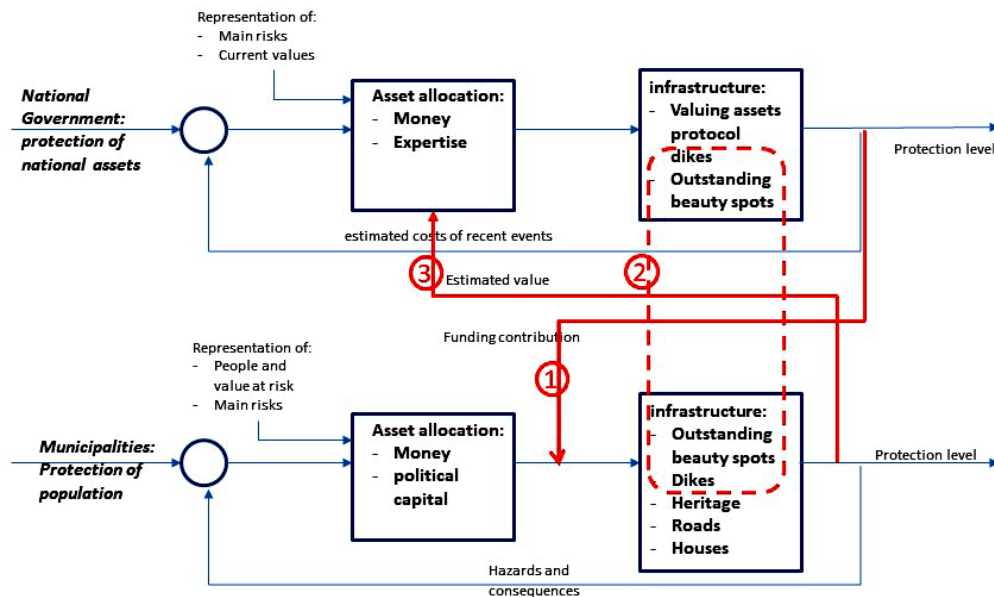 Representation of:
- Main risks
- Current values
National
Government:
protection of
national assets
Asset allocation:
- Money
- Expertise
infrastructure:
- Valuing assets
protocol
dikes
- Outstanding
beauty spots
Protection level
estimated costs of recent events
③
Estimated value
②
Funding contribution
①
Representation of:
- People and
value at risk
- Main risks
Municipalities:
Protection of
population
Asset allocation:
- Money
- political
capital
infrastructure:
- Outstanding
beauty spots
- Dikes
- Heritage
- Roads
- Houses
Protection level
Hazards and
consequences